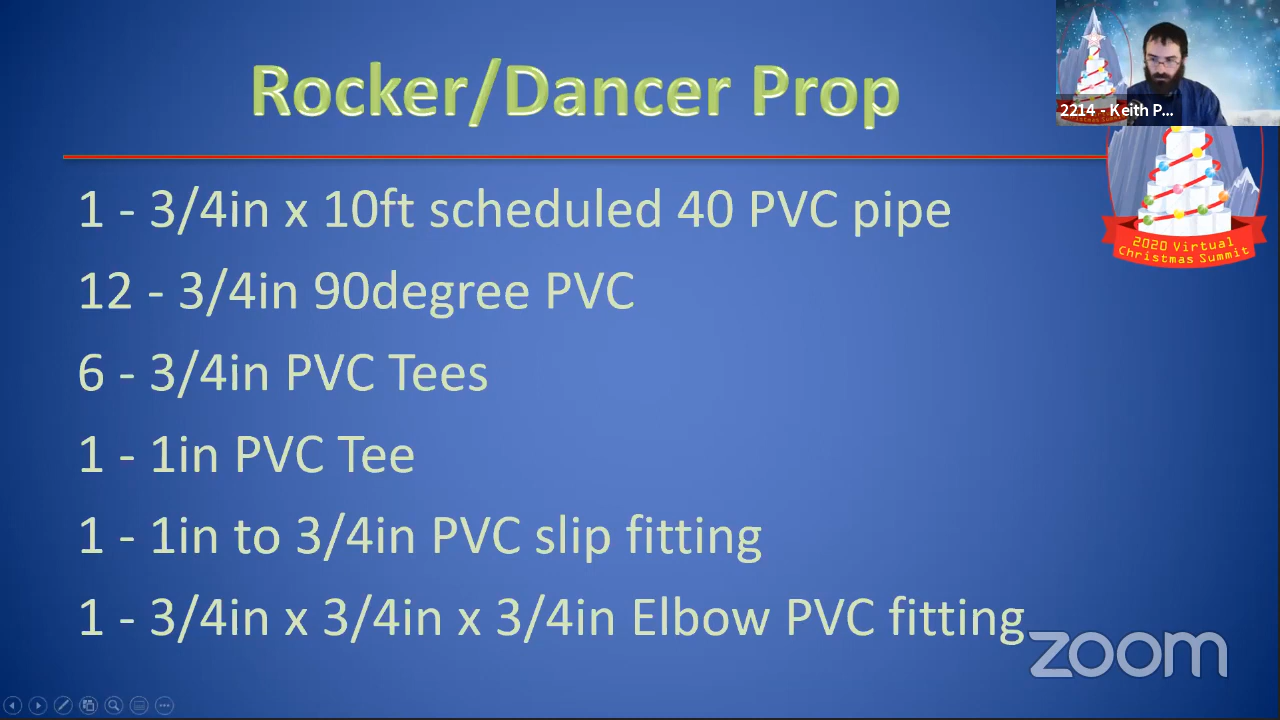 Rocker/Dancer Prop
2214 - Keith P...
1 - 3/4in x 10ft scheduled 40 PVC pipe
2020 Virtual
Christmas Summit
12 - 3/4in 90degree PVC
6 - 3/4in PVC Tees
1 - 1in PVC Tee
1 - 1in to 3/4in PVC slip fitting
1 - 3/4in x 3/4in x 3/4in Elbow PVC fitting
zoom